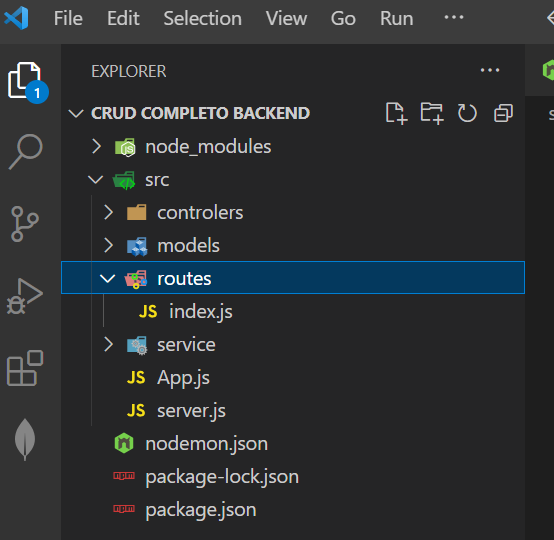 File Edit Selection View Go Run ...
EXPLORER ...
1
CRUD COMPLETO BACKEND
node_modules
src
controlers
models
routes
JS index.js
service
JS App.js
JS server.js
nodemon.json
package-lock.json
package.json